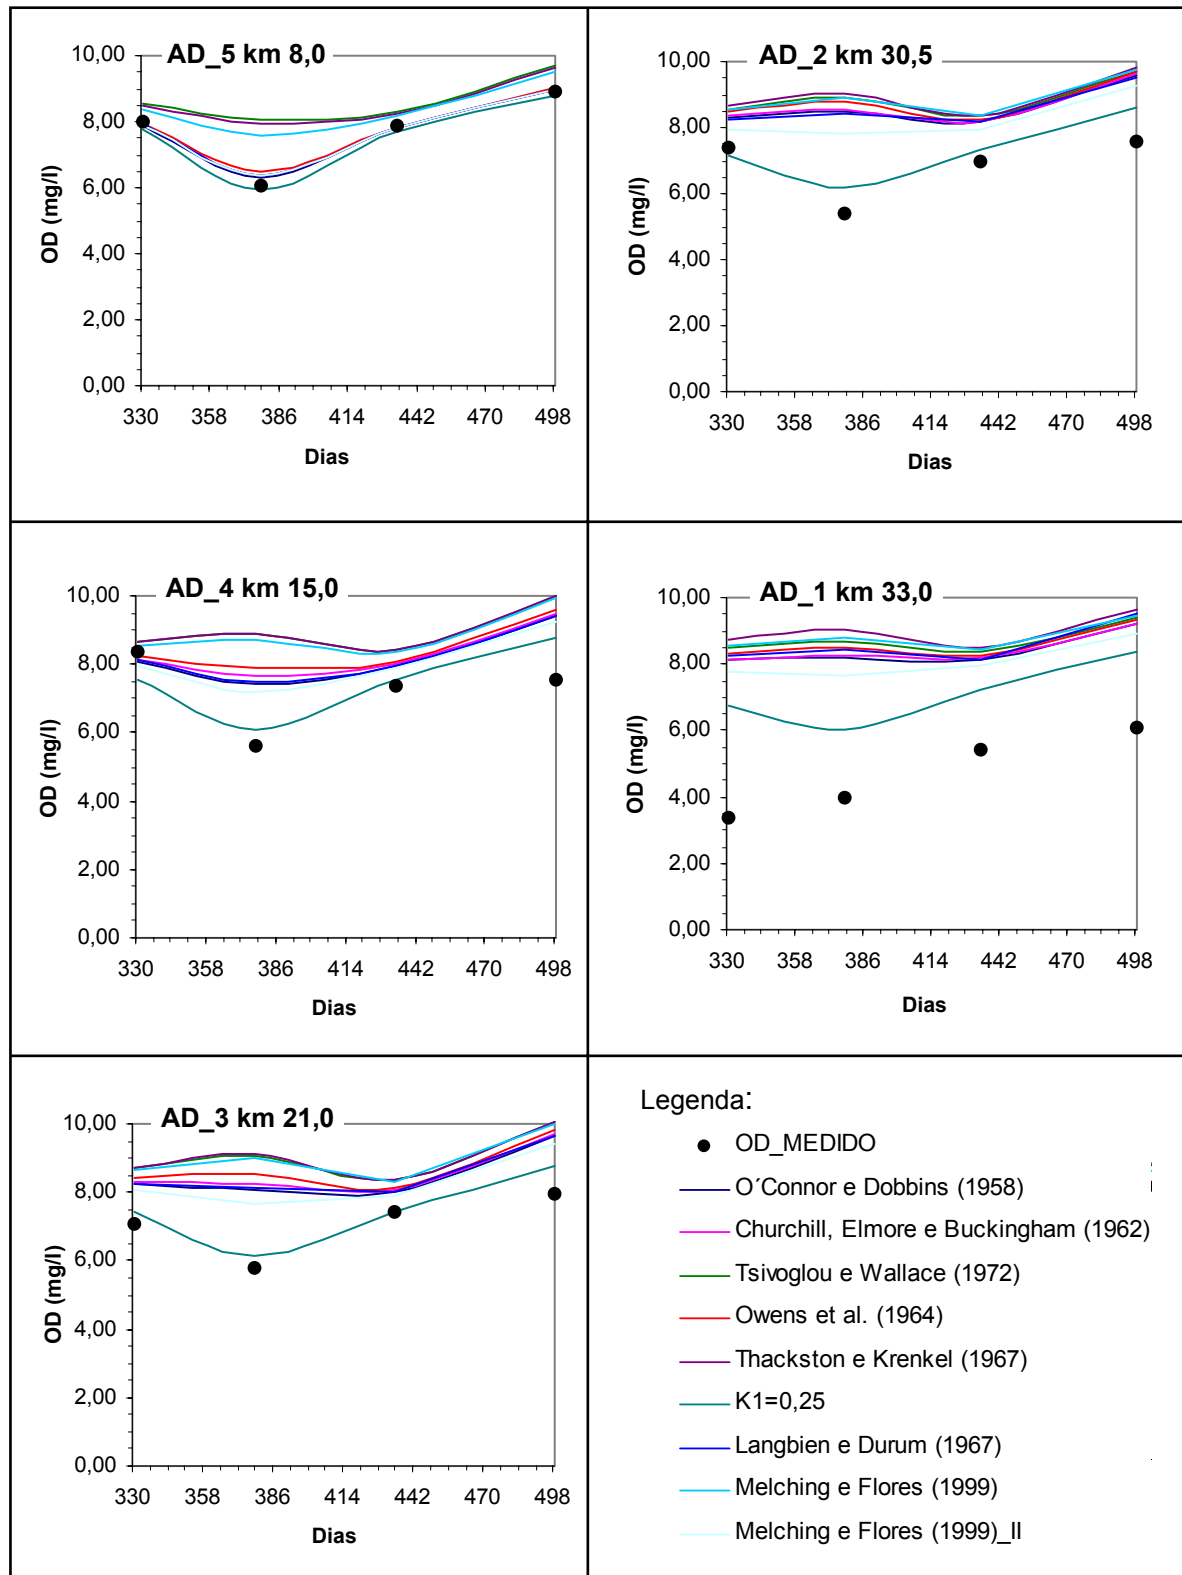 AD_5 km 8,0
10,00
8,00
6,00
4,00
2,00
0,00
OD (mg/l)
330 358 386 414 442 470 498
Dias
AD_2 km 30,5
10,00
8,00
6,00
4,00
2,00
0,00
OD (mg/l)
330 358 386 414 442 470 498
Dias
AD_4 km 15,0
10,00
8,00
6,00
4,00
2,00
0,00
OD (mg/l)
330 358 386 414 442 470 498
Dias
AD_1 km 33,0
10,00
8,00
6,00
4,00
2,00
0,00
OD (mg/l)
330 358 386 414 442 470 498
Dias
AD_3 km 21,0
10,00
8,00
6,00
4,00
2,00
0,00
OD (mg/l)
330 358 386 414 442 470 498
Dias
Legenda:
OD_MEDIDO
O´Connor e Dobbins (1958)
Churchill, Elmore e Buckingham (1962)
Tsivoglou e Wallace (1972)
Owens et al. (1964)
Thackston e Krenkel (1967)
K1=0,25
Langbien e Durum (1967)
Melching e Flores (1999)
Melching e Flores (1999)_II